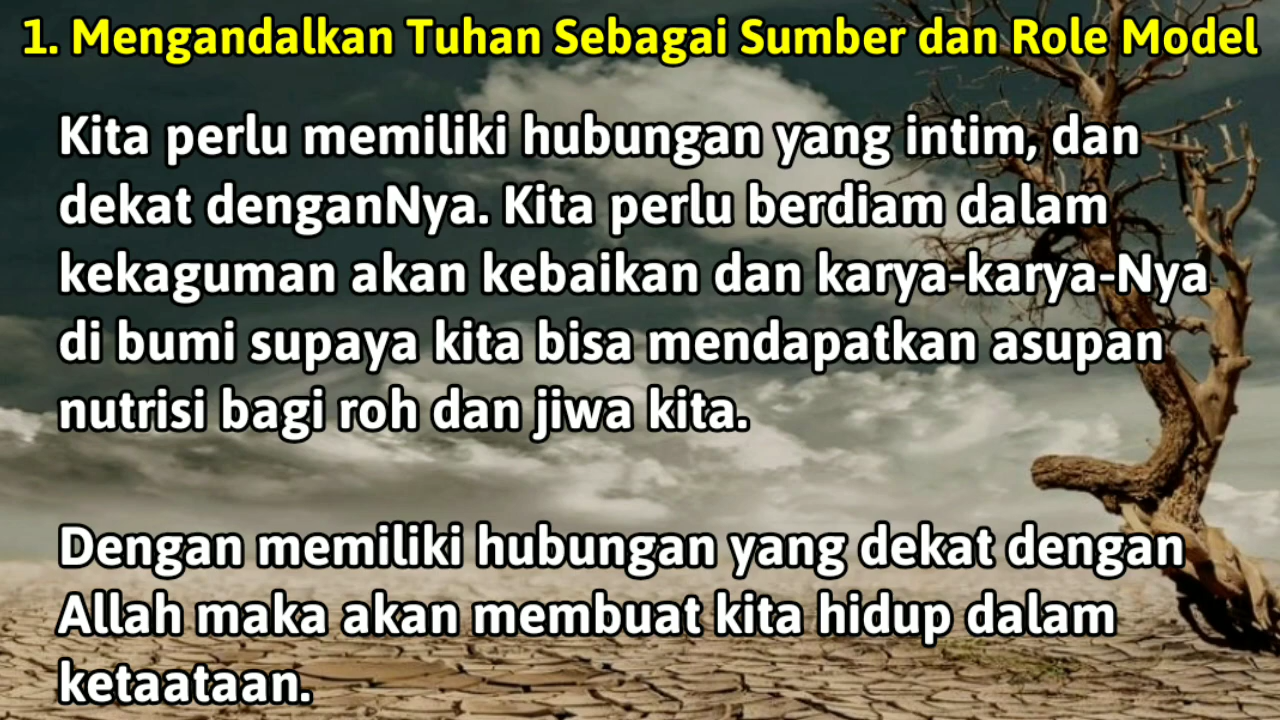 1. Mengandalkan Tuhan Sebagai Sumber dan Role Model
Kita perlu memiliki hubungan yang intim, dan
dekat denganNya. Kita perlu berdiam dalam
kekaguman akan kebaikan dan karya-karya-Nya
di bumi supaya kita bisa mendapatkan asupan
nutrisi bagi roh dan jiwa kita.
Dengan memiliki hubungan yang dekat dengan
Allah maka akan membuat kita hidup dalam
ketaataan.